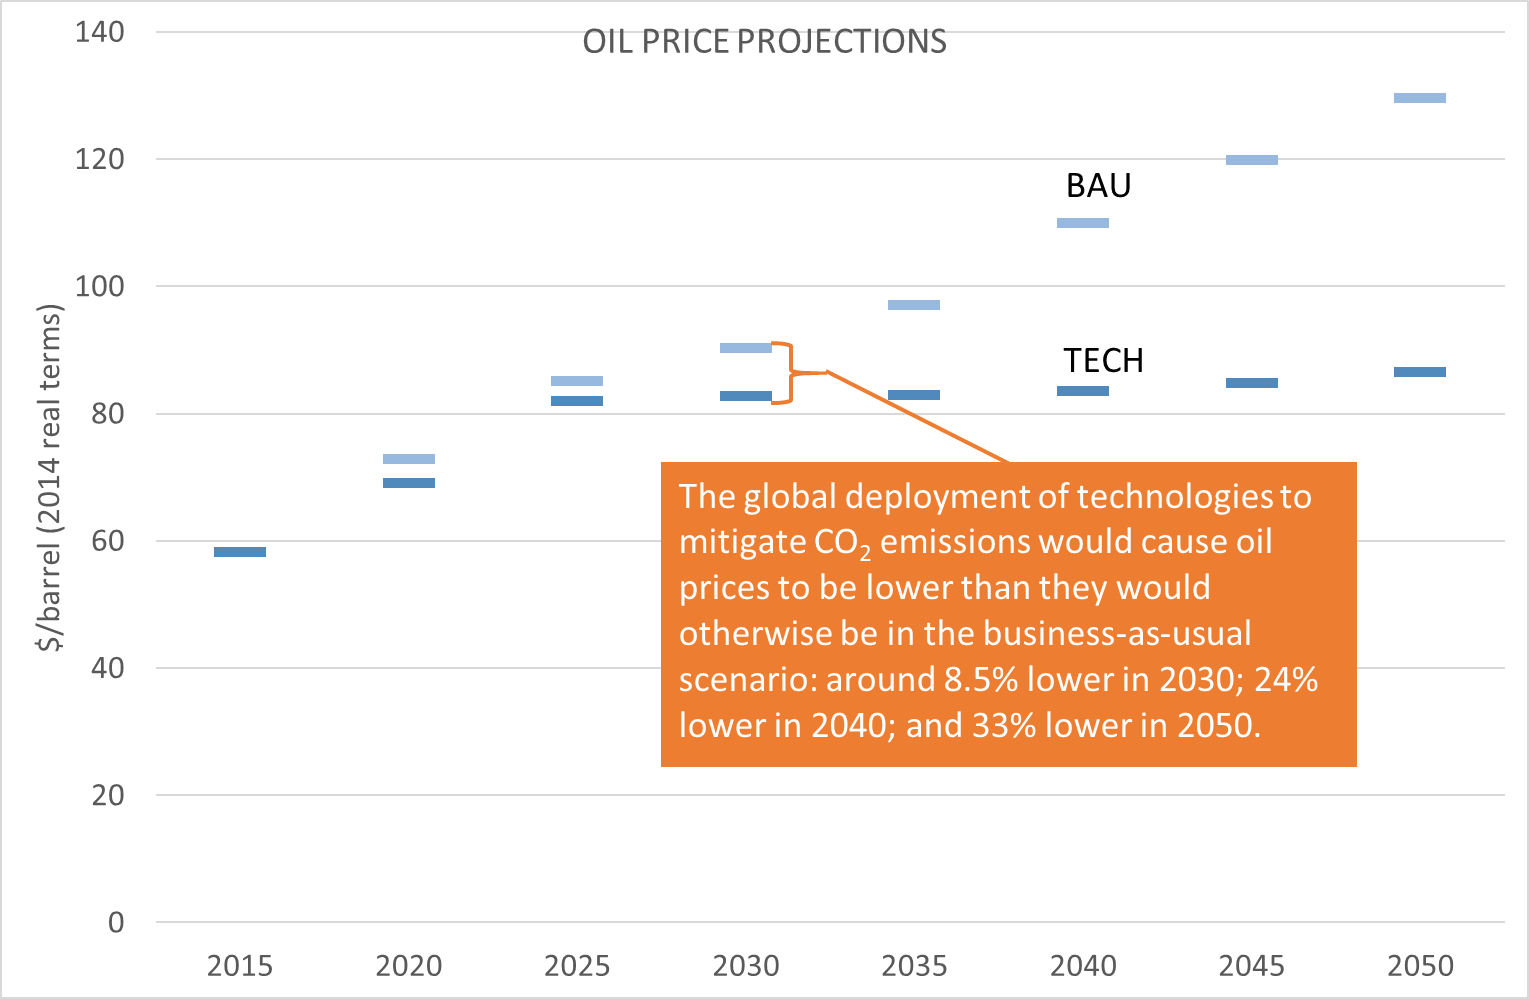 OIL PRICE PROJECTIONS
140
120
100
80
60
40
20
0
$/barrel (2014 real terms)
BAU
TECH
The global deployment of technologies to
mitigate CO₂ emissions would cause oil
prices to be lower than they would
otherwise be in the business-as-usual
scenario: around 8.5% lower in 2030; 24%
lower in 2040; and 33% lower in 2050.
2015 2020 2025 2030 2035 2040 2045 2050